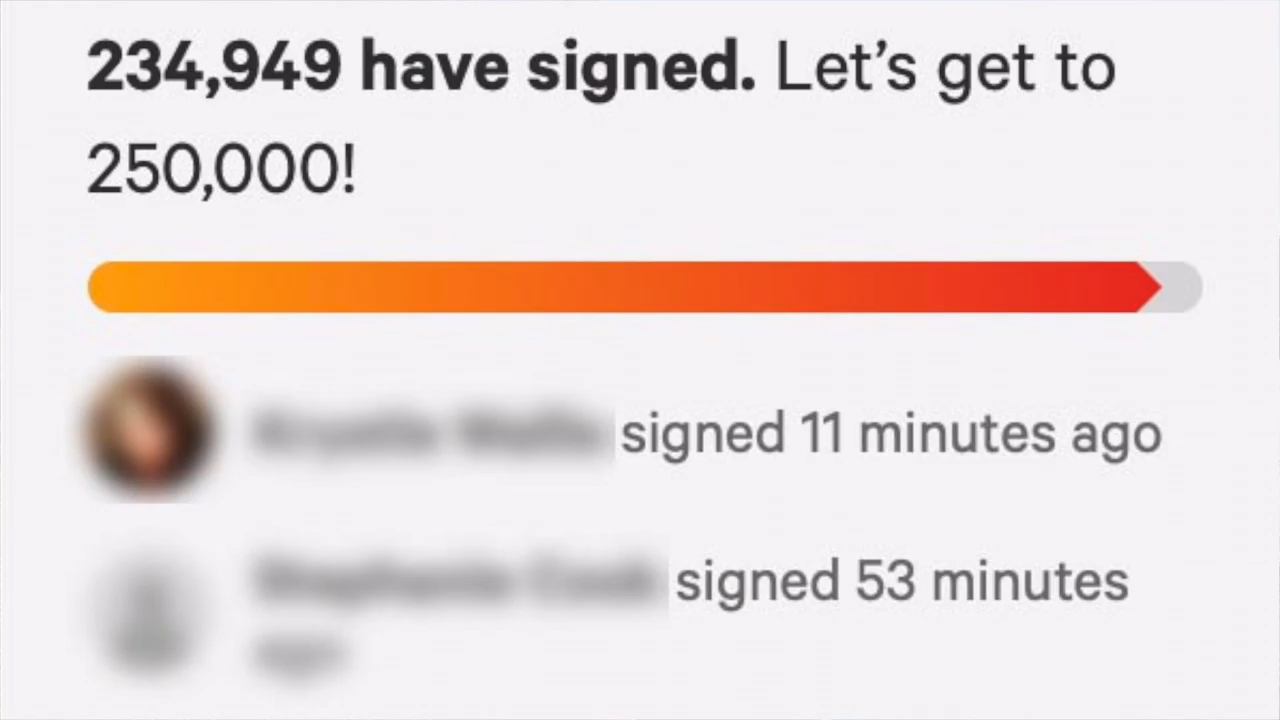 234,949 have signed. Let’s get to
250,000!
signed 11 minutes ago
signed 53 minutes